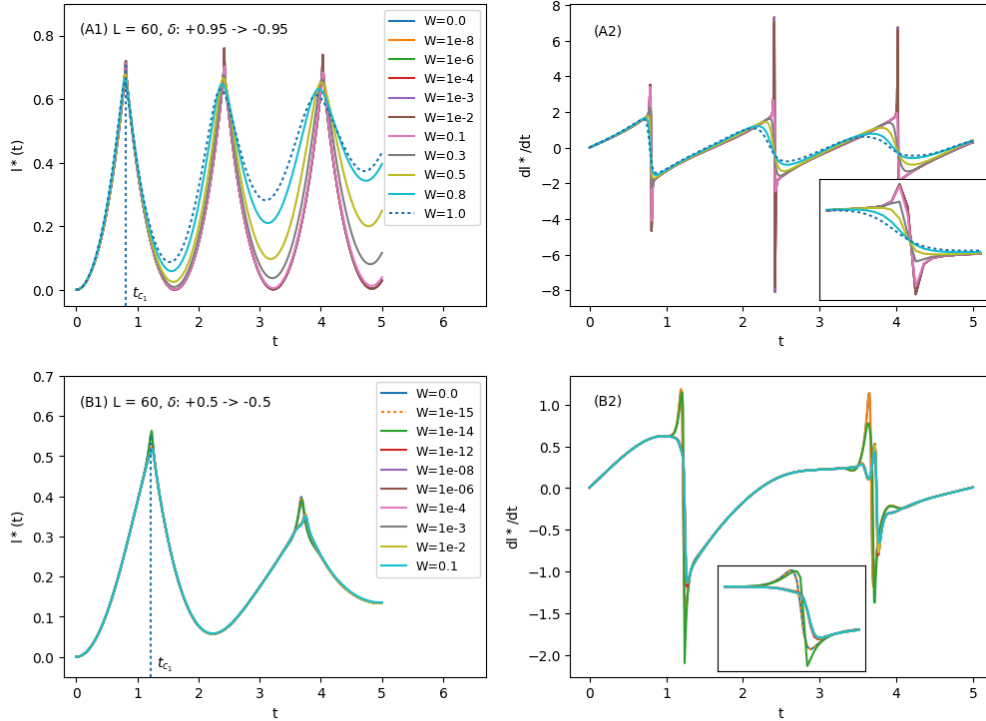 (A1) L = 60, δ: +0.95 -> -0.95
W=0.0
W=1e-8
W=1e-6
W=1e-4
W=1e-3
W=1e-2
W=0.1
W=0.3
W=0.5
W=0.8
W=1.0
0.8
0.6
0.4
0.2
0.0
l* (t)
t_{c_1}
0 1 2 3 4 5 6
t
(A2)
8
6
4
2
0
−2
−4
−6
−8
dl*/dt
0 1 2 3 4 5
t
(B1) L = 60, δ: +0.5 -> -0.5
W=0.0
W=1e-15
W=1e-14
W=1e-12
W=1e-08
W=1e-06
W=1e-4
W=1e-3
W=1e-2
W=0.1
0.7
0.6
0.5
0.4
0.3
0.2
0.1
0.0
l* (t)
t_{c_1}
0 1 2 3 4 5 6
t
(B2)
1.0
0.5
0.0
−0.5
−1.0
−1.5
−2.0
dl*/dt
0 1 2 3 4 5
t